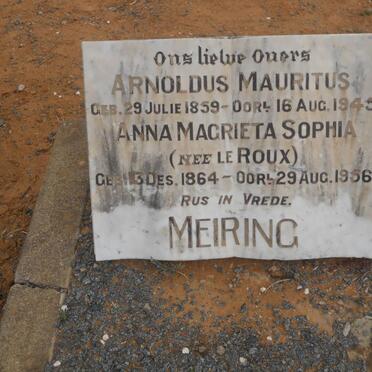 Ons liewe Ouers
ARNOLDUS MAURITUS
GEB. 29 JULIE 1859 - OORL 16 AUG. 1945
ANNA MAGRIETA SOPHIA
(NEE LE ROUX)
GEB. 13 DES. 1864 - OORL 29 AUG. 1956
RUS IN VREDE.
MEIRING